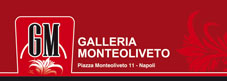 GM
GALLERIA
MONTEOLIVETO
Piazza Monteoliveto 11 - Napoli